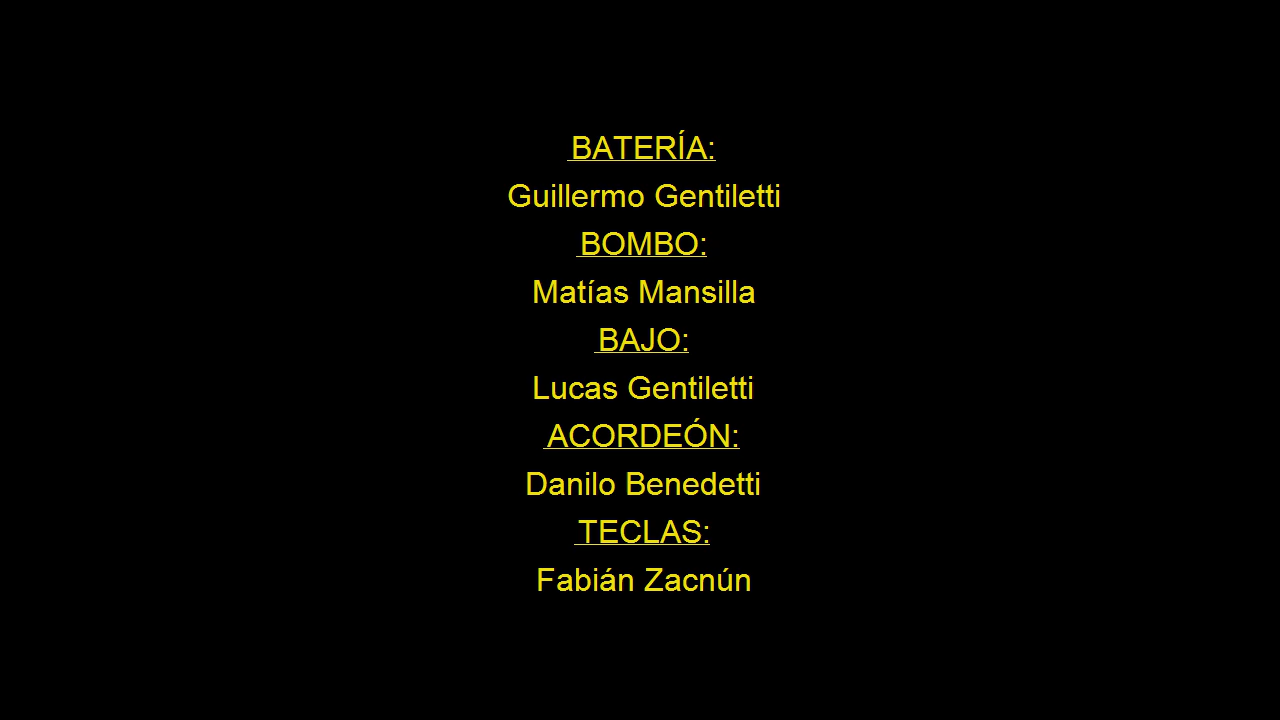 BATERÍA:
Guillermo Gentiletti
BOMBO:
Matías Mansilla
BAJO:
Lucas Gentiletti
ACORDEÓN:
Danilo Benedetti
TECLAS:
Fabián Zacnún